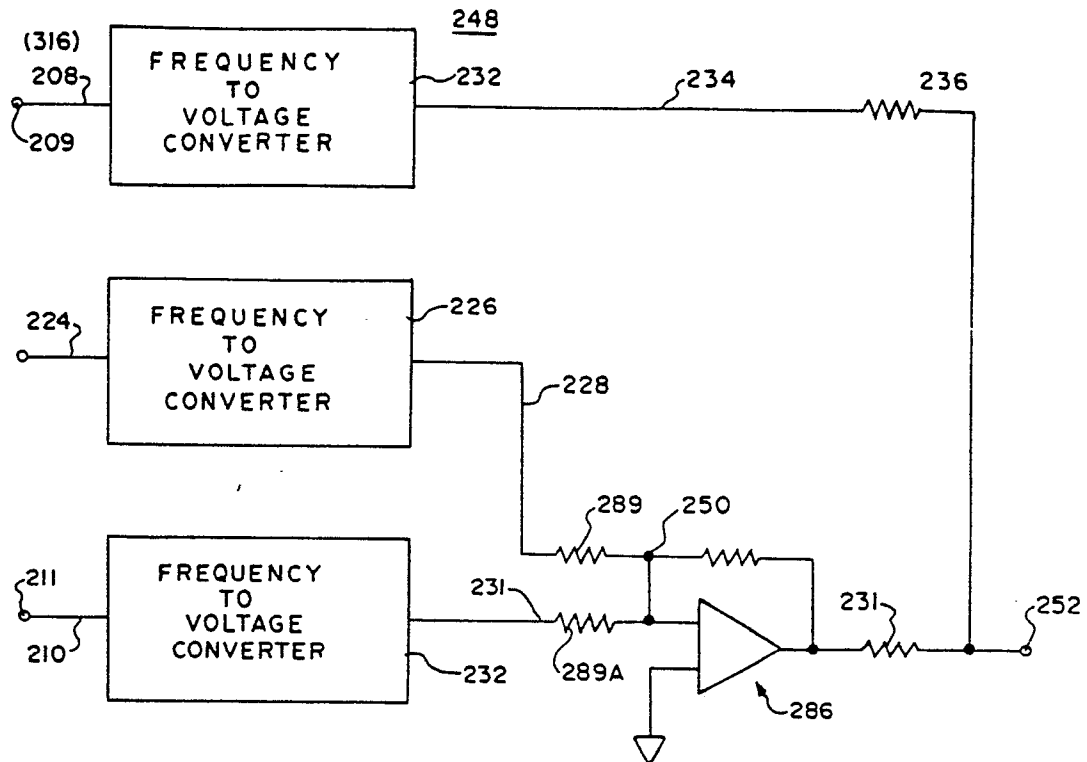 248
(316)
208
209
FREQUENCY
TO
VOLTAGE
CONVERTER
232
234
236
224
FREQUENCY
TO
VOLTAGE
CONVERTER
226
228
211
210
FREQUENCY
TO
VOLTAGE
CONVERTER
232
231
289
289A
250
286
231
252